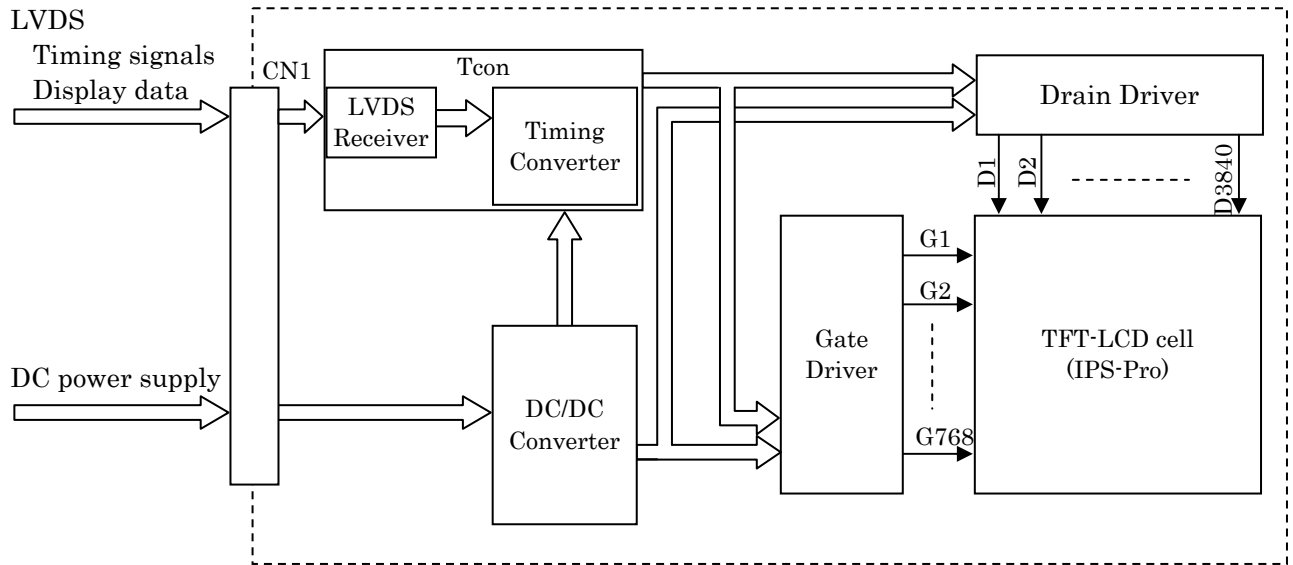 LVDS
Timing signals
Display data
CN1
Tcon
LVDS
Receiver
Timing
Converter
Drain Driver
D1
D2
D3840
G1
G2
G768
Gate
Driver
TFT-LCD cell
(IPS-Pro)
DC power supply
DC/DC
Converter